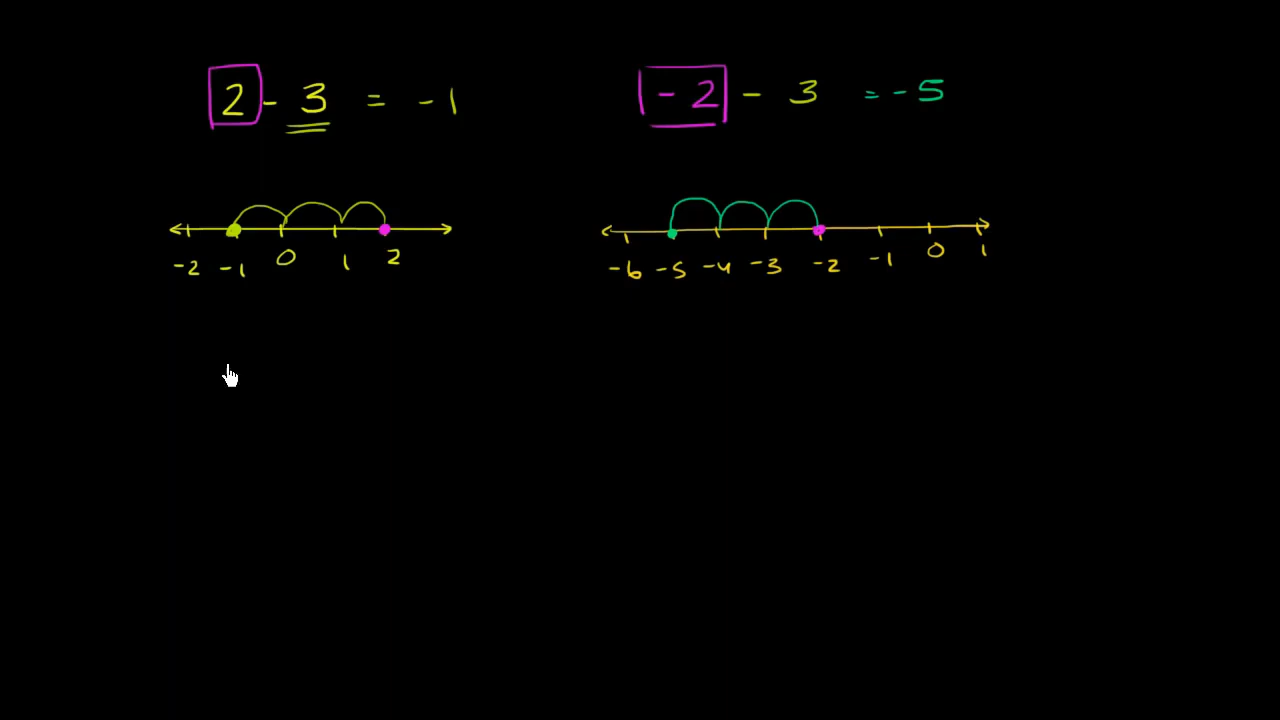 2 - 3 = -1
-2 - 3 = -5
-2 -1 0 1 2
-6 -5 -4 -3 -2 -1 0 1